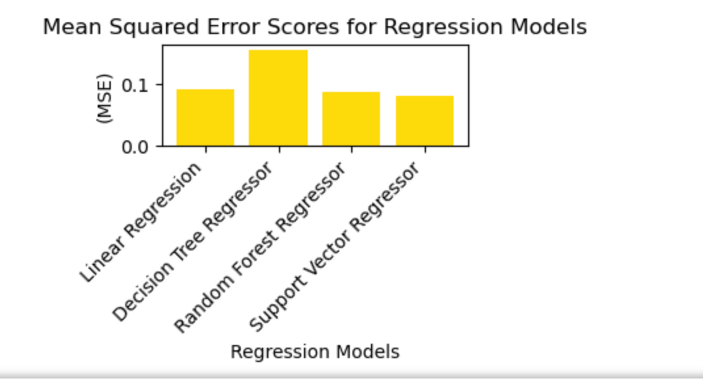 Mean Squared Error Scores for Regression Models
(MSE)
0.1
0.0
Linear Regression
Decision Tree Regressor
Random Forest Regressor
Support Vector Regressor
Regression Models